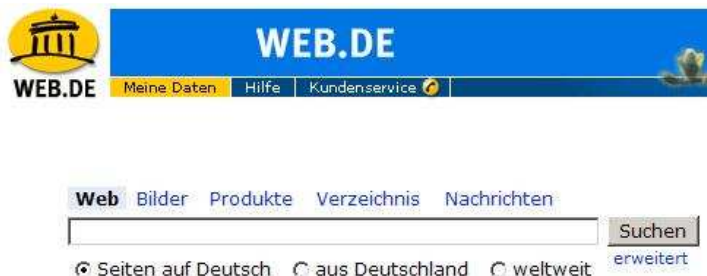 WEB.DE
WEB.DE
Meine Daten Hilfe Kundenservice
Web Bilder Produkte Verzeichnis Nachrichten
Suchen
erweitert
Seiten auf Deutsch aus Deutschland weltweit